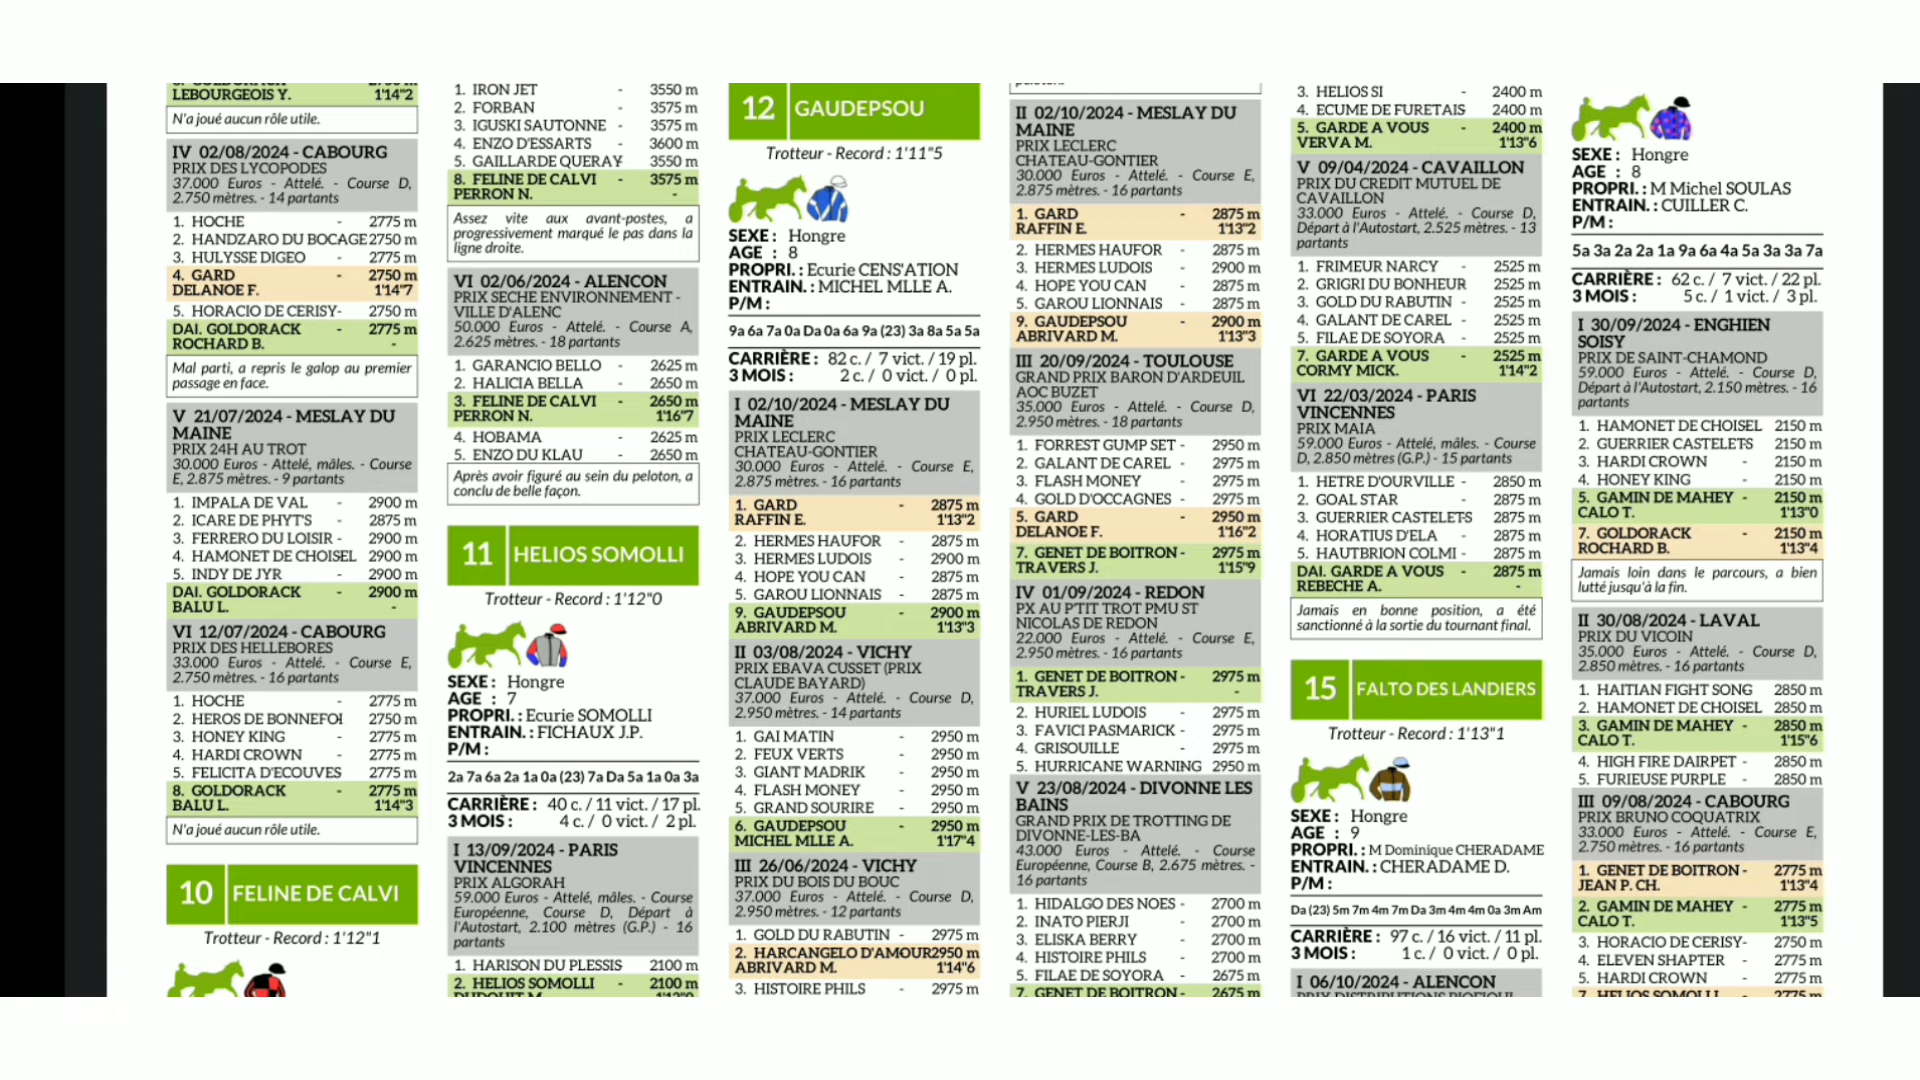 LEBOURGEOIS Y. 1'14"2
N'a joué aucun rôle utile.
IV 02/08/2024 - CABOURG
PRIX DES LYCOPODES
37.000 Euros - Attelé. - Course D,
2.750 mètres. - 14 partants
1. HOCHE - 2775 m
2. HANDZARO DU BOCAGE 2750 m
3. HULYSSE DIGEO - 2775 m
4. GARD - 2750 m
DELANOE F. 1'14"7
5. HORACIO DE CERISY- 2750 m
DAI. GOLDORACK - 2775 m
ROCHARD B. -
Mal parti, a repris le galop au premier
passage en face.
V 21/07/2024 - MESLAY DU
MAINE
PRIX 24H AU TROT
30.000 Euros - Attelé, mâles. - Course
E, 2.875 mètres. - 9 partants
1. IMPALA DE VAL - 2900 m
2. ICARE DE PHYT'S - 2875 m
3. FERRERO DU LOISIR - 2900 m
4. HAMONET DE CHOISEL 2900 m
5. INDY DE JYR - 2900 m
DAI. GOLDORACK - 2900 m
BALU L. -
VI 12/07/2024 - CABOURG
PRIX DES HELLEBORES
33.000 Euros - Attelé. - Course E,
2.750 mètres. - 16 partants
1. HOCHE - 2775 m
2. HEROS DE BONNEFOI 2750 m
3. HONEY KING - 2775 m
4. HARDI CROWN - 2775 m
5. FELICITA D'ECOUVES 2775 m
8. GOLDORACK - 2775 m
BALU L. 1'14"3
N'a joué aucun rôle utile.
10 FELINE DE CALVI
Trotteur - Record : 1'12"1
1. IRON JET - 3550 m
2. FORBAN - 3575 m
3. IGUSKI SAUTONNE - 3575 m
4. ENZO D'ESSARTS - 3600 m
5. GAILLARDE QUERAY- 3550 m
8. FELINE DE CALVI - 3575 m
PERRON N. -
Assez vite aux avant-postes, a
progressivement marqué le pas dans la
ligne droite.
VI 02/06/2024 - ALENCON
PRIX SECHE ENVIRONNEMENT -
VILLE D'ALENC
50.000 Euros - Attelé. - Course A,
2.625 mètres. - 18 partants
1. GARANCIO BELLO - 2625 m
2. HALICIA BELLA - 2650 m
3. FELINE DE CALVI - 2650 m
PERRON N. 1'16"7
4. HOBAMA - 2625 m
5. ENZO DU KLAU - 2650 m
Après avoir figuré au sein du peloton, a
conclu de belle façon.
11 HELIOS SOMOLLI
Trotteur - Record : 1'12"0
SEXE : Hongre
AGE : 7
PROPRI. : Ecurie SOMOLLI
ENTRAIN. : FICHAUX J.P.
P/M :
2a 7a 6a 2a 1a 0a (23) 7a Da 5a 1a 0a 3a
CARRIÈRE : 40 c. / 11 vict. / 17 pl.
3 MOIS : 4 c. / 0 vict. / 2 pl.
I 13/09/2024 - PARIS
VINCENNES
PRIX ALGORAH
59.000 Euros - Attelé, mâles. - Course
Européenne, Course D, Départ à
l'Autostart, 2.100 mètres (G.P.) - 16
partants
1. HARISON DU PLESSIS 2100 m
2. HELIOS SOMOLLI - 2100 m
12 GAUDEPSOU
Trotteur - Record : 1'11"5
SEXE : Hongre
AGE : 8
PROPRI. : Ecurie CENS'ATION
ENTRAIN. : MICHEL MLLE A.
P/M :
9a 6a 7a 0a Da 0a 6a 9a (23) 3a 8a 5a 5a
CARRIÈRE : 82 c. / 7 vict. / 19 pl.
3 MOIS : 2 c. / 0 vict. / 0 pl.
I 02/10/2024 - MESLAY DU
MAINE
PRIX LECLERC
CHATEAU-GONTIER
30.000 Euros - Attelé. - Course E,
2.875 mètres. - 16 partants
1. GARD - 2875 m
RAFFIN E. 1'13"2
2. HERMES HAUFOR - 2875 m
3. HERMES LUDOIS - 2900 m
4. HOPE YOU CAN - 2875 m
5. GAROU LIONNAIS - 2875 m
9. GAUDEPSOU - 2900 m
ABRIVARD M. 1'13"3
II 03/08/2024 - VICHY
PRIX EBAVA CUSSET (PRIX
CLAUDE BAYARD)
37.000 Euros - Attelé. - Course D,
2.950 mètres. - 14 partants
1. GAI MATIN - 2950 m
2. FEUX VERTS - 2950 m
3. GIANT MADRIK - 2950 m
4. FLASH MONEY - 2950 m
5. GRAND SOURIRE - 2950 m
6. GAUDEPSOU - 2950 m
MICHEL MLLE A. 1'17"4
III 26/06/2024 - VICHY
PRIX DU BOIS DU BOUC
37.000 Euros - Attelé. - Course D,
2.950 mètres. - 12 partants
1. GOLD DU RABUTIN - 2975 m
2. HARCANGELO D'AMOUR 2950 m
ABRIVARD M. 1'14"6
3. HISTOIRE PHILS - 2975 m
II 02/10/2024 - MESLAY DU
MAINE
PRIX LECLERC
CHATEAU-GONTIER
30.000 Euros - Attelé. - Course E,
2.875 mètres. - 16 partants
1. GARD - 2875 m
RAFFIN E. 1'13"2
2. HERMES HAUFOR - 2875 m
3. HERMES LUDOIS - 2900 m
4. HOPE YOU CAN - 2875 m
5. GAROU LIONNAIS - 2875 m
9. GAUDEPSOU - 2900 m
ABRIVARD M. 1'13"3
III 20/09/2024 - TOULOUSE
GRAND PRIX BARON D'ARDEUIL
AOC BUZET
35.000 Euros - Attelé. - Course D,
2.950 mètres. - 18 partants
1. FORREST GUMP SET - 2950 m
2. GALANT DE CAREL - 2975 m
3. FLASH MONEY - 2975 m
4. GOLD D'OCCAGNES - 2975 m
5. GARD - 2950 m
DELANOE F. 1'16"2
7. GENET DE BOITRON - 2975 m
TRAVERS J. 1'15"9
IV 01/09/2024 - REDON
PX AU P'TIT TROT PMU ST
NICOLAS DE REDON
22.000 Euros - Attelé. - Course E,
2.950 mètres. - 16 partants
1. GENET DE BOITRON - 2975 m
TRAVERS J. -
2. HURIEL LUDOIS - 2975 m
3. FAVICI PASMARICK - 2975 m
4. GRISOUILLE - 2975 m
5. HURRICANE WARNING 2950 m
V 23/08/2024 - DIVONNE LES
BAINS
GRAND PRIX DE TROTTING DE
DIVONNE-LES-BA
43.000 Euros - Attelé. - Course
Européenne, Course B, 2.675 mètres. -
16 partants
1. HIDALGO DES NOES - 2700 m
2. INATO PIERJI - 2700 m
3. ELISKA BERRY - 2700 m
4. HISTOIRE PHILS - 2700 m
5. FILAE DE SOYORA - 2675 m
7. GENET DE BOITRON - 2675 m
3. HELIOS SI - 2400 m
4. ECUME DE FURETAIS 2400 m
5. GARDE A VOUS - 2400 m
VERVA M. 1'13"6
V 09/04/2024 - CAVAILLON
PRIX DU CREDIT MUTUEL DE
CAVAILLON
33.000 Euros - Attelé. - Course D,
Départ à l'Autostart, 2.525 mètres. - 13
partants
1. FRIMEUR NARCY - 2525 m
2. GRIGRI DU BONHEUR 2525 m
3. GOLD DU RABUTIN - 2525 m
4. GALANT DE CAREL - 2525 m
5. FILAE DE SOYORA - 2525 m
7. GARDE A VOUS - 2525 m
CORMY MICK. 1'14"2
VI 22/03/2024 - PARIS
VINCENNES
PRIX MAIA
59.000 Euros - Attelé, mâles. - Course
D, 2.850 mètres (G.P.) - 15 partants
1. HETRE D'OURVILLE - 2850 m
2. GOAL STAR - 2875 m
3. GUERRIER CASTELETS 2875 m
4. HORATIUS D'ELA - 2875 m
5. HAUTBRION COLMI - 2875 m
DAI. GARDE A VOUS - 2875 m
REBECHE A. -
Jamais en bonne position, a été
sanctionné à la sortie du tournant final.
15 FALTO DES LANDIERS
Trotteur - Record : 1'13"1
SEXE : Hongre
AGE : 9
PROPRI. : M Dominique CHERADAME
ENTRAIN. : CHERADAME D.
P/M :
Da (23) 5m 7m 4m 7m Da 3m 4m 4m 0a 3m Am
CARRIÈRE : 97 c. / 16 vict. / 11 pl.
3 MOIS : 1 c. / 0 vict. / 0 pl.
I 06/10/2024 - ALENCON
SEXE : Hongre
AGE : 8
PROPRI. : M Michel SOULAS
ENTRAIN. : CUILLER C.
P/M :
5a 3a 2a 2a 1a 9a 6a 4a 5a 3a 3a 7a
CARRIÈRE : 62 c. / 7 vict. / 22 pl.
3 MOIS : 5 c. / 1 vict. / 3 pl.
I 30/09/2024 - ENGHIEN
SOISY
PRIX DE SAINT-CHAMOND
59.000 Euros - Attelé. - Course D,
Départ à l'Autostart, 2.150 mètres. - 16
partants
1. HAMONET DE CHOISEL 2150 m
2. GUERRIER CASTELETS 2150 m
3. HARDI CROWN - 2150 m
4. HONEY KING - 2150 m
5. GAMIN DE MAHEY - 2150 m
CALO T. 1'13"0
7. GOLDORACK - 2150 m
ROCHARD B. 1'13"4
Jamais loin dans le parcours, a bien
lutté jusqu'à la fin.
II 30/08/2024 - LAVAL
PRIX DU VICOIN
35.000 Euros - Attelé. - Course D,
2.850 mètres. - 16 partants
1. HAITIAN FIGHT SONG 2850 m
2. HAMONET DE CHOISEL 2850 m
3. GAMIN DE MAHEY - 2850 m
CALO T. 1'15"6
4. HIGH FIRE DAIRPET - 2850 m
5. FURIEUSE PURPLE - 2850 m
III 09/08/2024 - CABOURG
PRIX BRUNO COQUATRIX
33.000 Euros - Attelé. - Course E,
2.750 mètres. - 16 partants
1. GENET DE BOITRON - 2775 m
JEAN P. CH. 1'13"4
2. GAMIN DE MAHEY - 2775 m
CALO T. 1'13"5
3. HORACIO DE CERISY- 2750 m
4. ELEVEN SHAPTER - 2775 m
5. HARDI CROWN - 2775 m
7. HELIOS SOMOLLI - 2775 m